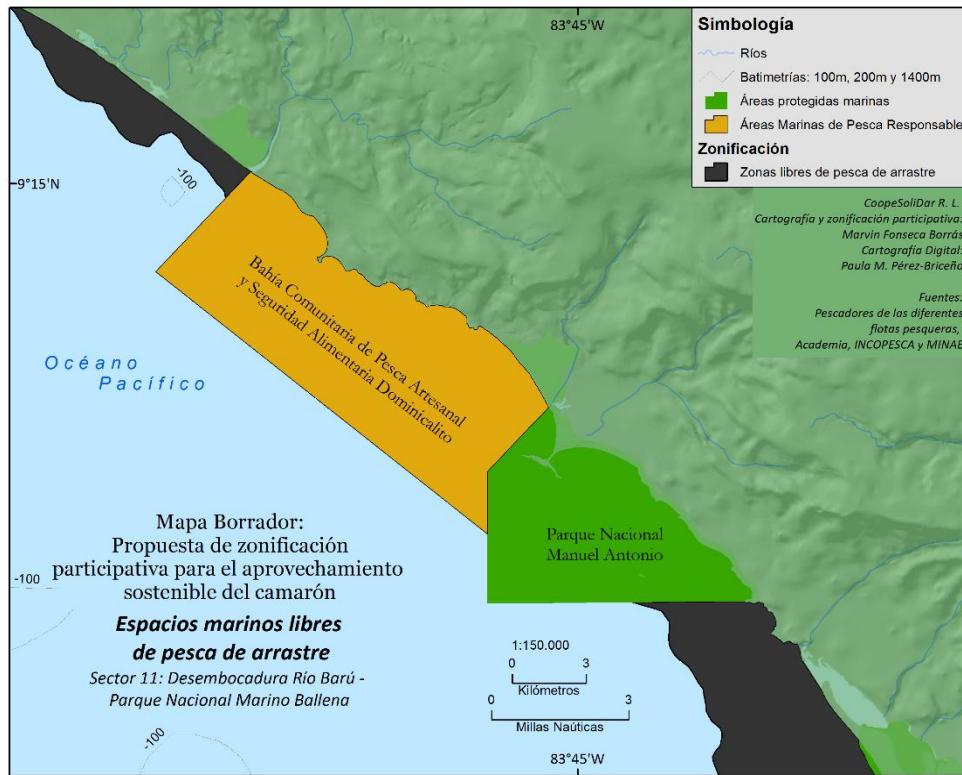 83°45'W
Simbología
Ríos
Batimetrías: 100m, 200m y 1400m
Áreas protegidas marinas
Áreas Marinas de Pesca Responsable
Zonificación
Zonas libres de pesca de arrastre
9°15'N
-100
CoopeSoliDar R. L.
Cartografía y zonificación participativa:
Marvin Fonseca Borrás
Cartografía Digital:
Paula M. Pérez-Briceño
Fuentes:
Pescadores de las diferentes
flotas pesqueras,
Academia, INCOPESCA y MINAE
Bahía Comunitaria de Pesca Artesanal
y Seguridad Alimentaria Dominicalito
Océano
Pacífico
Parque Nacional
Manuel Antonio
Mapa Borrador:
Propuesta de zonificación
participativa para el aprovechamiento
sostenible del camarón
-100
Espacios marinos libres
de pesca de arrastre
Sector 11: Desembocadura Río Barú -
Parque Nacional Marino Ballena
1:150.000
0 3
Kilómetros
0 3
Millas Naúticas
-100
83°45'W